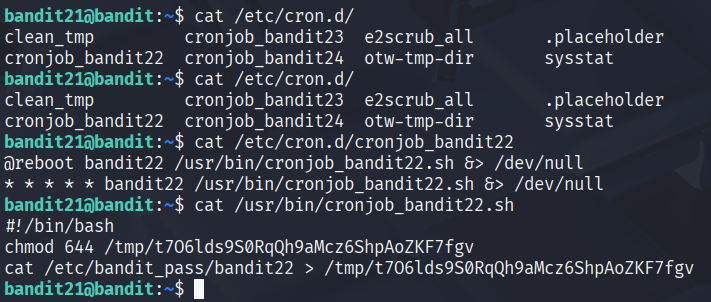 bandit21@bandit:~$ cat /etc/cron.d/
clean_tmp cronjob_bandit23 e2scrub_all .placeholder
cronjob_bandit22 cronjob_bandit24 otw-tmp-dir sysstat
bandit21@bandit:~$ cat /etc/cron.d/
clean_tmp cronjob_bandit23 e2scrub_all .placeholder
cronjob_bandit22 cronjob_bandit24 otw-tmp-dir sysstat
bandit21@bandit:~$ cat /etc/cron.d/cronjob_bandit22
@reboot bandit22 /usr/bin/cronjob_bandit22.sh &> /dev/null
* * * * * bandit22 /usr/bin/cronjob_bandit22.sh &> /dev/null
bandit21@bandit:~$ cat /usr/bin/cronjob_bandit22.sh
#!/bin/bash
chmod 644 /tmp/t7O6lds9S0RqQh9aMcz6ShpAoZKF7fgv
cat /etc/bandit_pass/bandit22 > /tmp/t7O6lds9S0RqQh9aMcz6ShpAoZKF7fgv
bandit21@bandit:~$